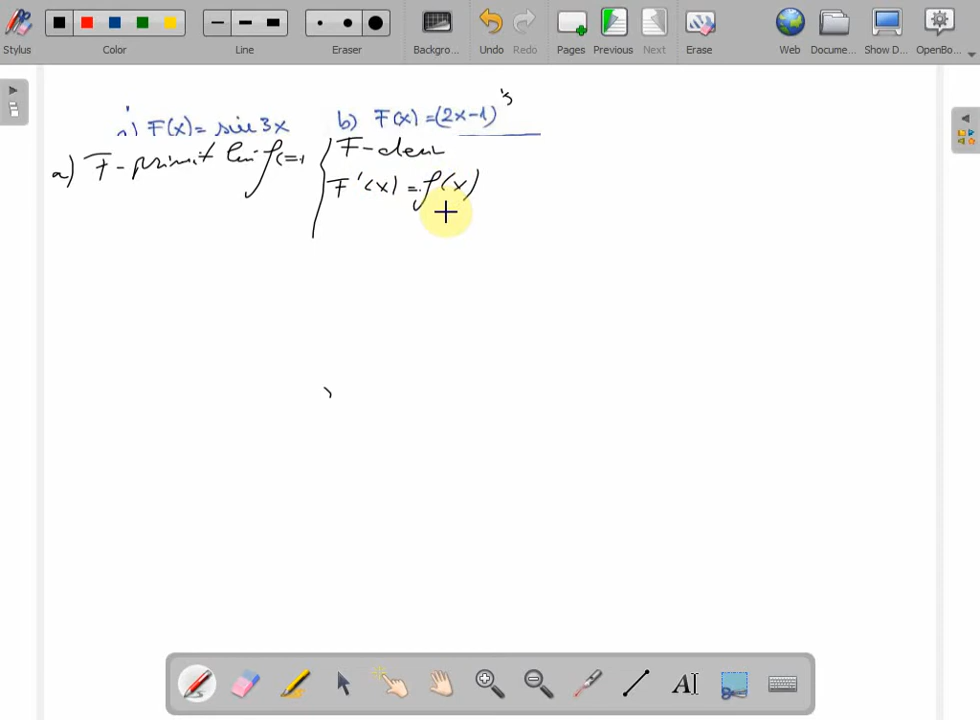 Stylus Color Line Eraser Backgro... Undo Redo Pages Previous Next Erase Web Docume... Show D... OpenBo...
a) F(x) = sin 3x b) F(x) = (2x-1)
a) F - primit lui f (=) F - deriv
F'(x) = f(x)